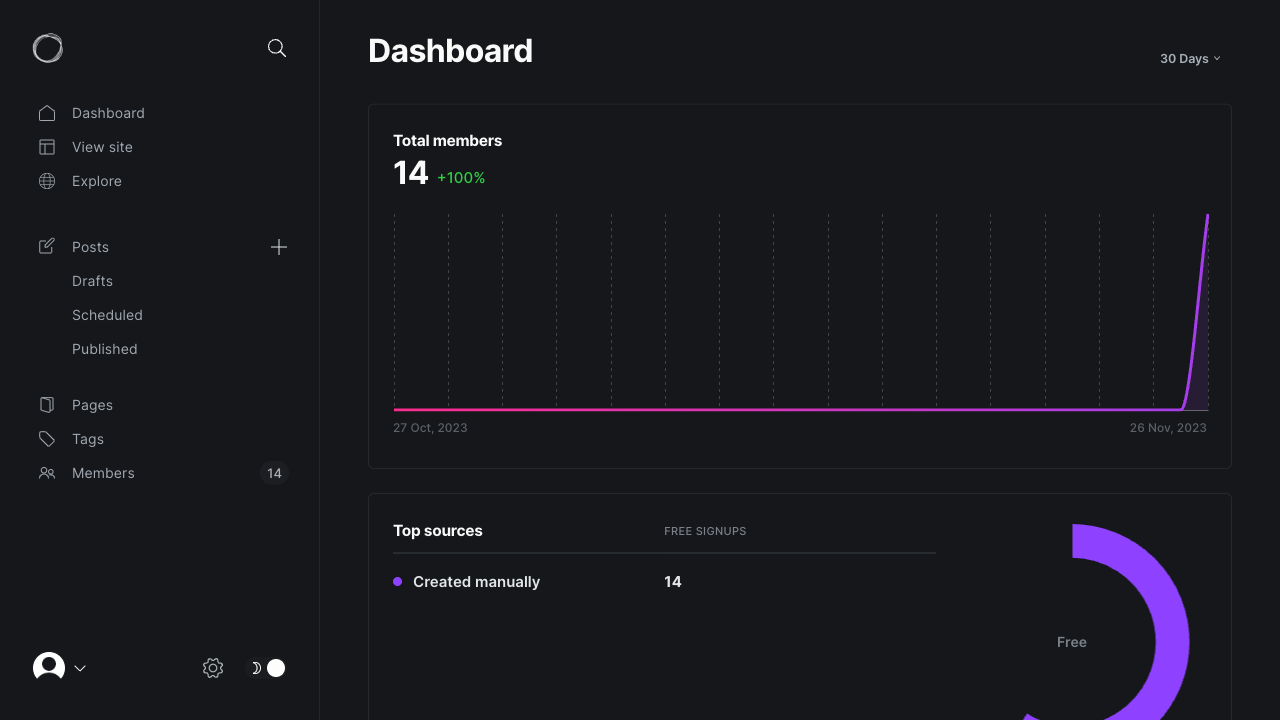 Dashboard
View site
Explore
Posts
Drafts
Scheduled
Published
Pages
Tags
Members 14
Dashboard
30 Days
Total members
14 +100%
27 Oct, 2023 26 Nov, 2023
Top sources FREE SIGNUPS
Created manually 14
Free